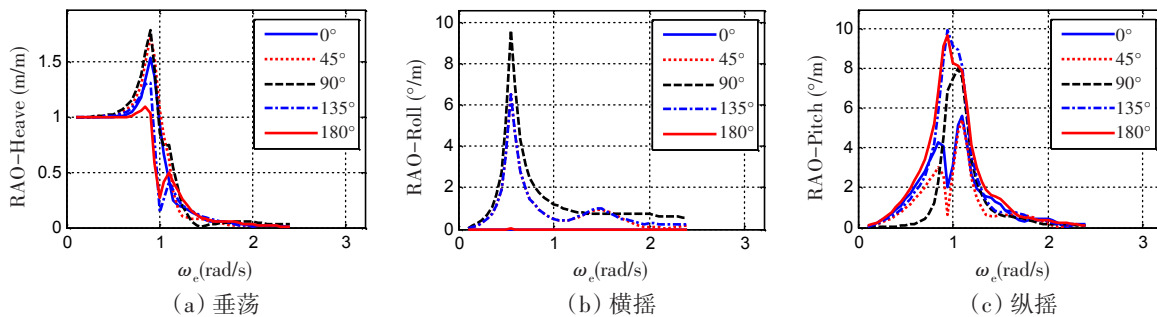 RAO-Heave (m/m)
1.5
1
0.5
0
0°
45°
90°
135°
180°
0 1 2 3
ωe(rad/s)
(a) 垂荡
RAO-Roll (°/m)
10
8
6
4
2
0
0°
45°
90°
135°
180°
0 1 2 3
ωe(rad/s)
(b) 横摇
RAO-Pitch (°/m)
10
8
6
4
2
0
0°
45°
90°
135°
180°
0 1 2 3
ωe(rad/s)
(c) 纵摇